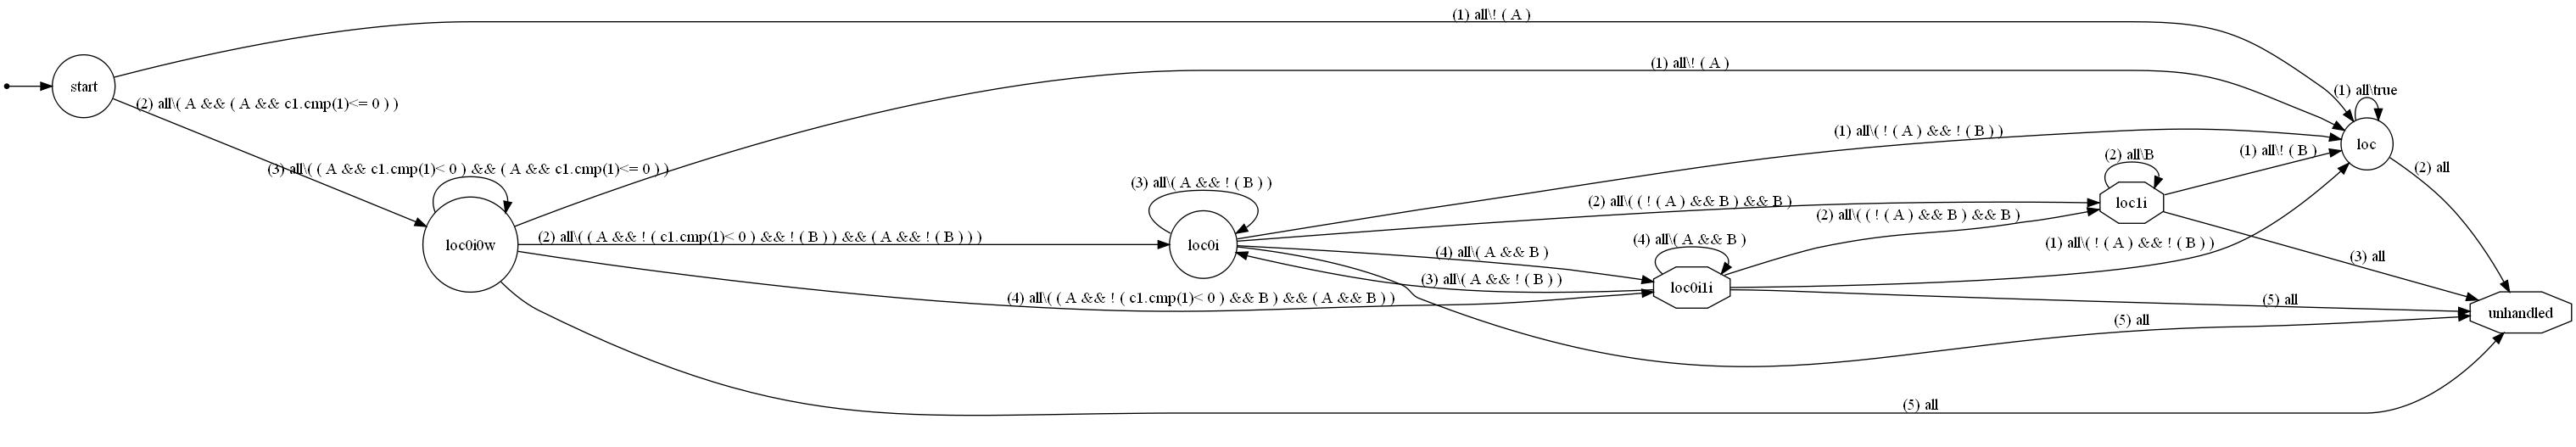 (1) all\! ( A )
start
(2) all\( A && ( A && c1.cmp(1)<= 0 ) )
(1) all\! ( A )
(1) all\true
loc
(3) all\( ( A && c1.cmp(1)< 0 ) && ( A && c1.cmp(1)<= 0 ) )
loc0i0w
(1) all\( ! ( A ) && ! ( B ) )
(3) all\( A && ! ( B ) )
loc0i
(2) all\( ( A && ! ( c1.cmp(1)< 0 ) && ! ( B ) ) && ( A && ! ( B ) ) )
(2) all\( ( ! ( A ) && B ) && B )
(2) all\B
loc1i
(1) all\! ( B )
(2) all
(2) all\( ( ! ( A ) && B ) && B )
(4) all\( A && B )
(4) all\( A && B )
(1) all\( ! ( A ) && ! ( B ) )
(3) all
(3) all\( A && ! ( B ) )
loc0i1i
(4) all\( ( A && ! ( c1.cmp(1)< 0 ) && B ) && ( A && B ) )
(5) all
unhandled
(5) all
(5) all